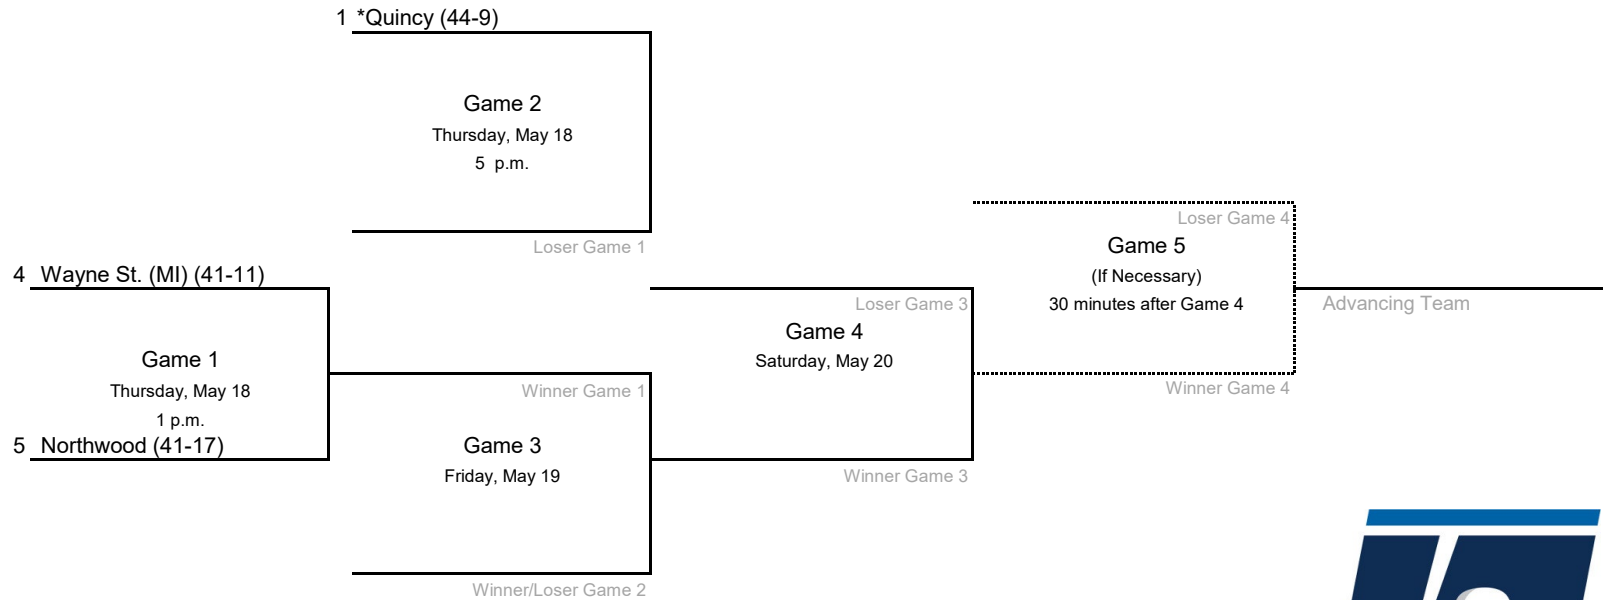 1 *Quincy (44-9)
Game 2
Thursday, May 18
5 p.m.
Loser Game 1
4 Wayne St. (MI) (41-11)
Game 1
Thursday, May 18
1 p.m.
5 Northwood (41-17)
Winner Game 1
Game 3
Friday, May 19
Winner/Loser Game 2
Loser Game 3
Game 4
Saturday, May 20
Winner Game 3
Loser Game 4
Game 5
(If Necessary)
30 minutes after Game 4
Winner Game 4
Advancing Team